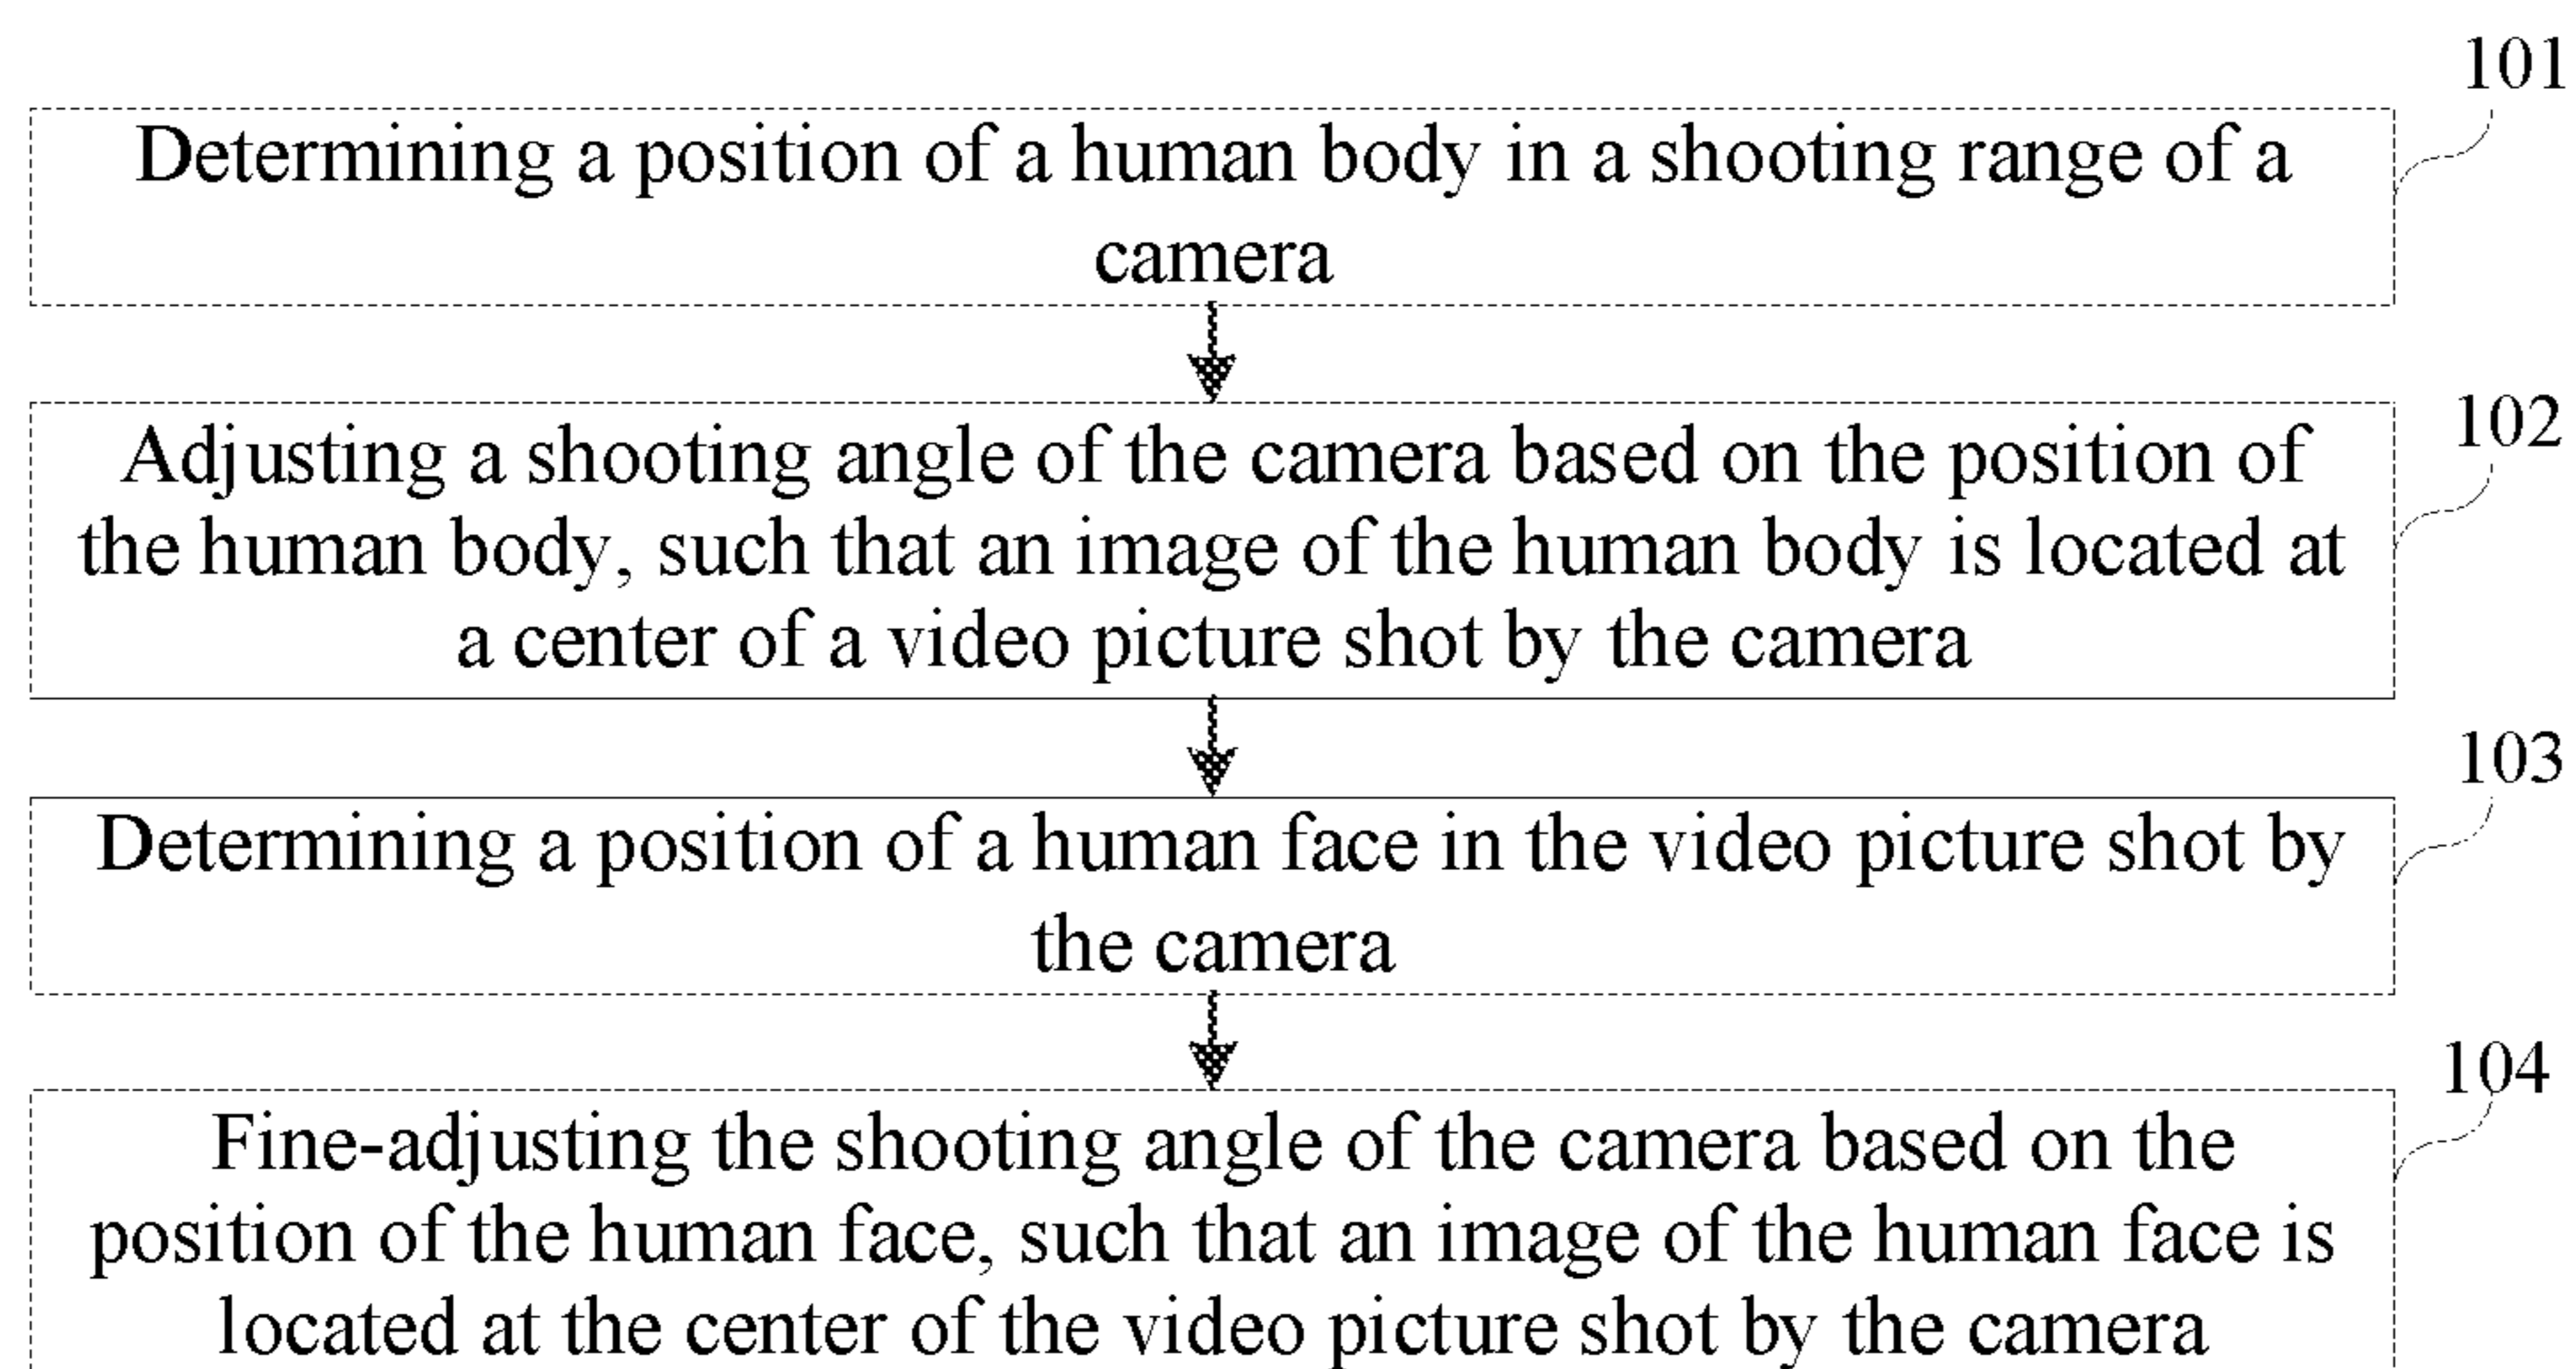 101
Determining a position of a human body in a shooting range of a
camera
102
Adjusting a shooting angle of the camera based on the position of
the human body, such that an image of the human body is located at
a center of a video picture shot by the camera
103
Determining a position of a human face in the video picture shot by
the camera
104
Fine-adjusting the shooting angle of the camera based on the
position of the human face, such that an image of the human face is
located at the center of the video picture shot by the camera